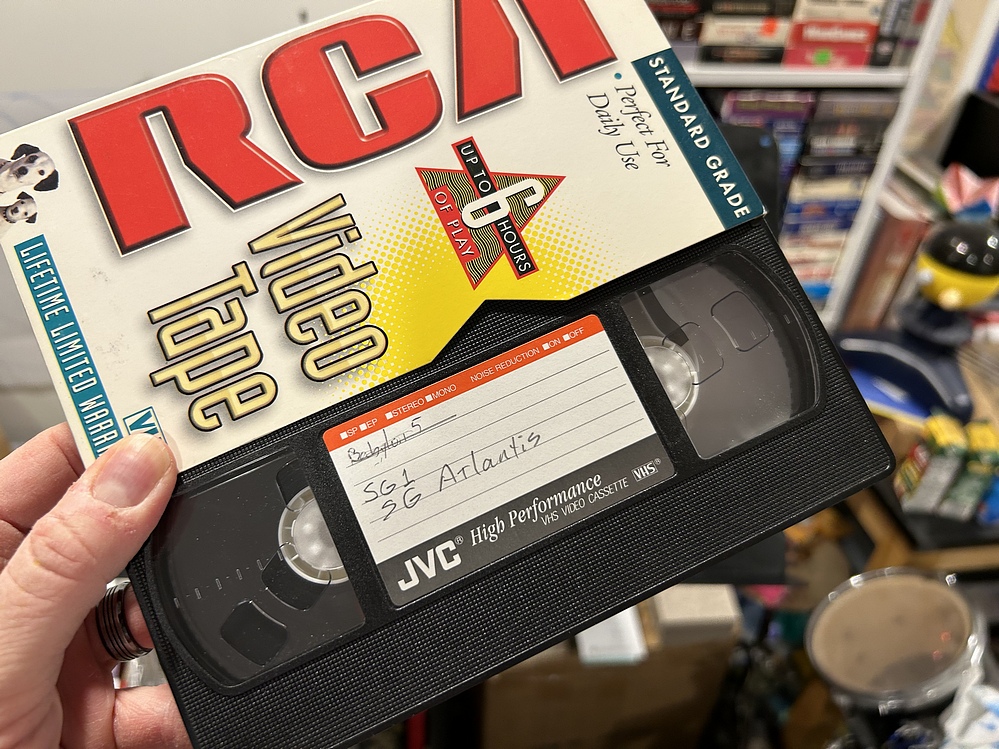 RCA
Video
Tape
UP TO
6
HOURS
OF PLAY
• Perfect For
Daily Use
STANDARD GRADE
LIFETIME LIMITED WARR
■SP ■EP ■STEREO ■MONO NOISE REDUCTION ■ON ■OFF
Babylon 5
SG1
SG Atlantis
JVC® High Performance
VHS VIDEO CASSETTE VHS®